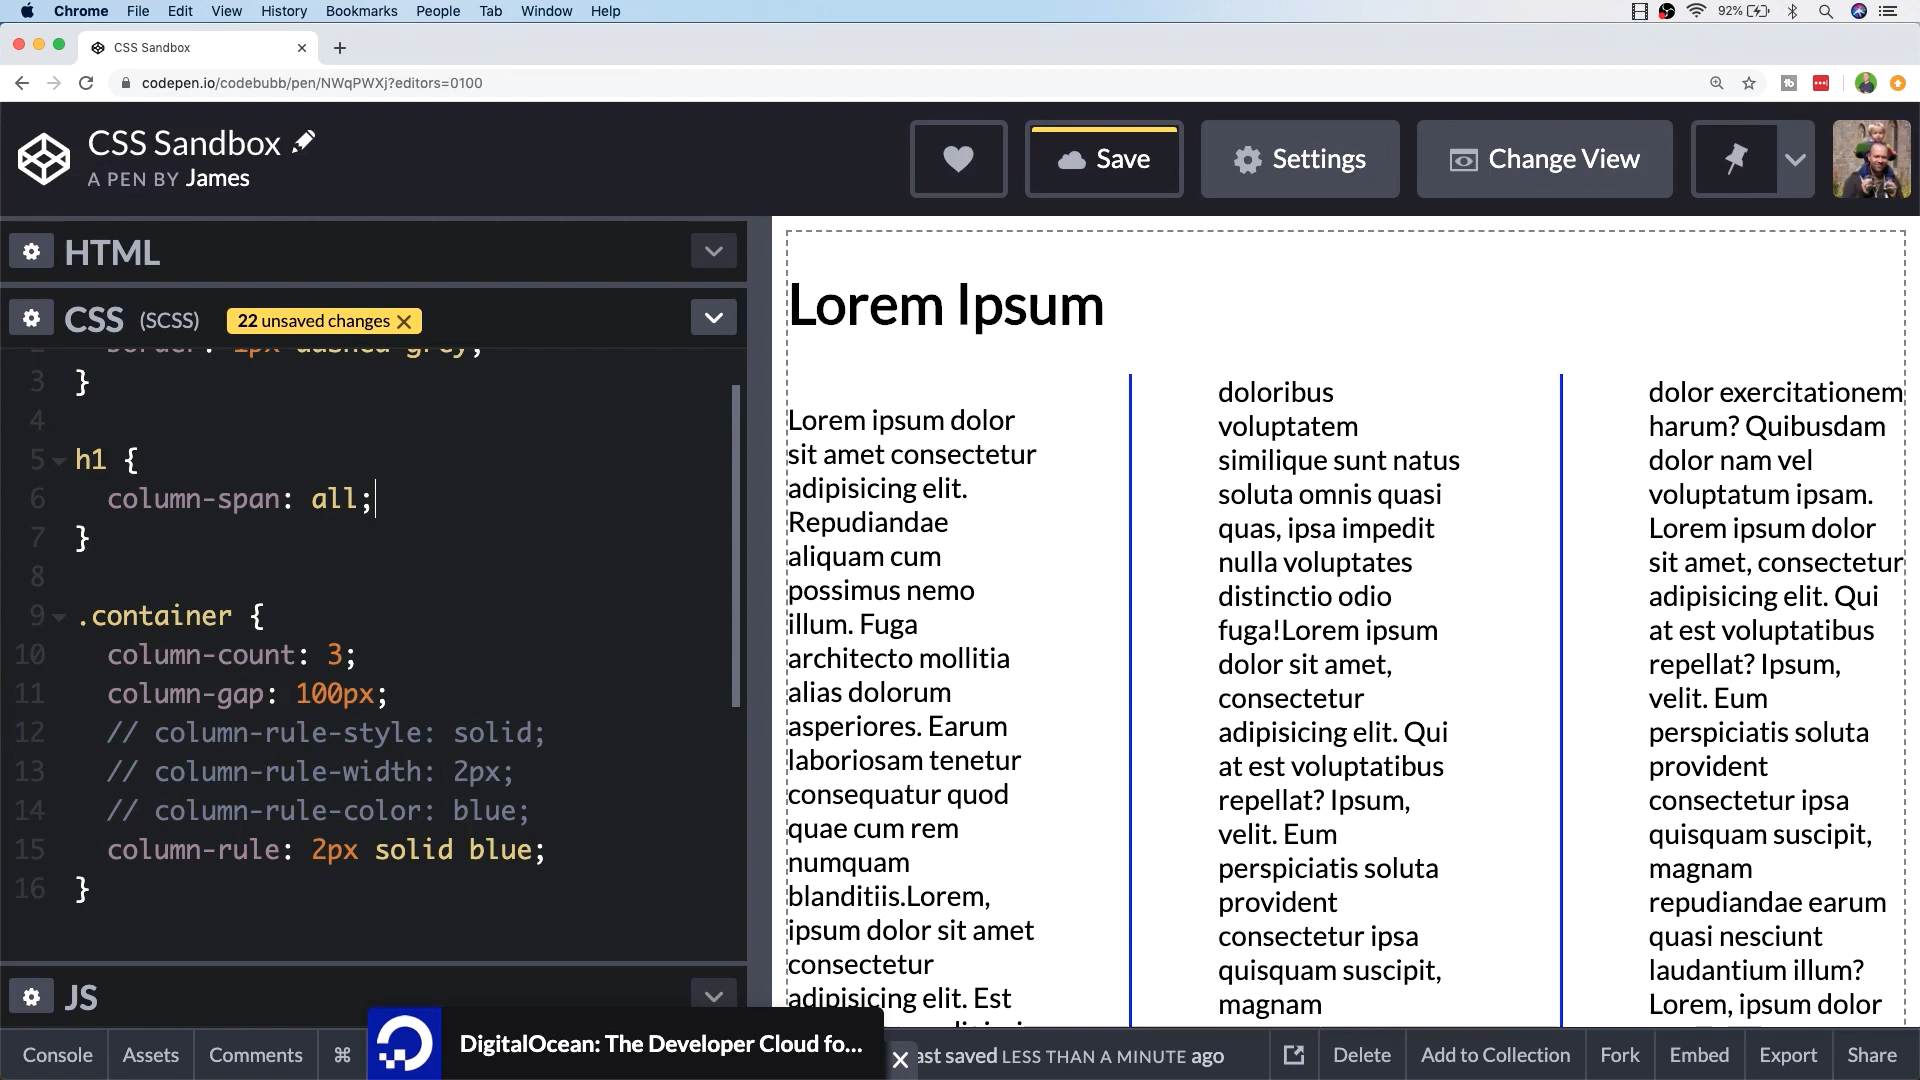 Chrome File Edit View History Bookmarks People Tab Window Help 92%
CSS Sandbox
codepen.io/codebubb/pen/NWqPWXj?editors=0100
CSS Sandbox
A PEN BY James
Save
Settings
Change View
HTML
CSS (SCSS) 22 unsaved changes
3 }
4
5 h1 {
6 column-span: all;
7 }
8
9 .container {
10 column-count: 3;
11 column-gap: 100px;
12 // column-rule-style: solid;
13 // column-rule-width: 2px;
14 // column-rule-color: blue;
15 column-rule: 2px solid blue;
16 }
JS
Lorem Ipsum
Lorem ipsum dolor
sit amet consectetur
adipisicing elit.
Repudiandae
aliquam cum
possimus nemo
illum. Fuga
architecto mollitia
alias dolorum
asperiores. Earum
laboriosam tenetur
consequatur quod
quae cum rem
numquam
blanditiis.Lorem,
ipsum dolor sit amet
consectetur
adipisicing elit. Est
doloribus
voluptatem
similique sunt natus
soluta omnis quasi
quas, ipsa impedit
nulla voluptates
distinctio odio
fuga!Lorem ipsum
dolor sit amet,
consectetur
adipisicing elit. Qui
at est voluptatibus
repellat? Ipsum,
velit. Eum
perspiciatis soluta
provident
consectetur ipsa
quisquam suscipit,
magnam
dolor exercitationem
harum? Quibusdam
dolor nam vel
voluptatum ipsam.
Lorem ipsum dolor
sit amet, consectetur
adipisicing elit. Qui
at est voluptatibus
repellat? Ipsum,
velit. Eum
perspiciatis soluta
provident
consectetur ipsa
quisquam suscipit,
magnam
repudiandae earum
quasi nesciunt
laudantium illum?
Lorem, ipsum dolor
Console Assets Comments ⌘
DigitalOcean: The Developer Cloud fo...
ast saved LESS THAN A MINUTE ago
Delete Add to Collection Fork Embed Export Share